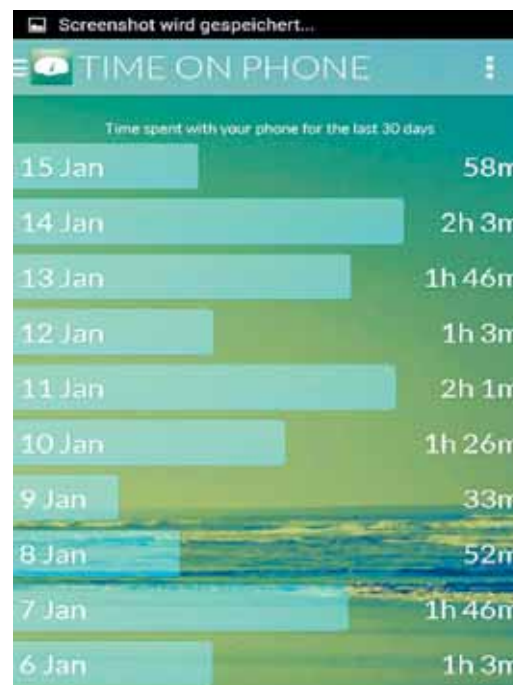 Screenshot wird gespeichert...
TIME ON PHONE
Time spent with your phone for the last 30 days
15 Jan 58m
14 Jan 2h 3m
13 Jan 1h 46m
12 Jan 1h 3m
11 Jan 2h 1m
10 Jan 1h 26m
9 Jan 33m
8 Jan 52m
7 Jan 1h 46m
6 Jan 1h 3m